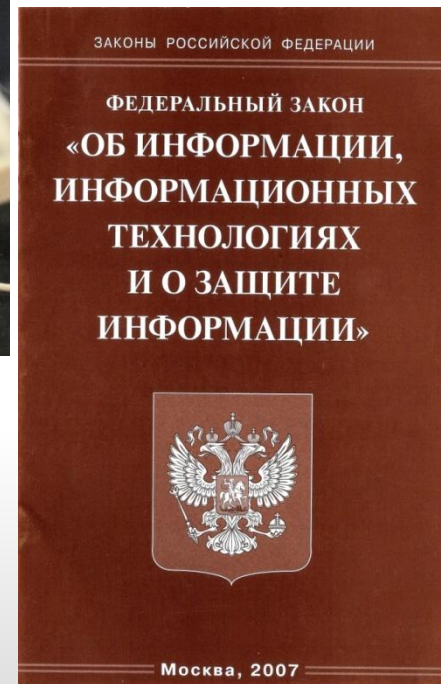 ЗАКОНЫ РОССИЙСКОЙ ФЕДЕРАЦИИ
ФЕДЕРАЛЬНЫЙ ЗАКОН
«ОБ ИНФОРМАЦИИ,
ИНФОРМАЦИОННЫХ
ТЕХНОЛОГИЯХ
И О ЗАЩИТЕ
ИНФОРМАЦИИ»
Москва, 2007